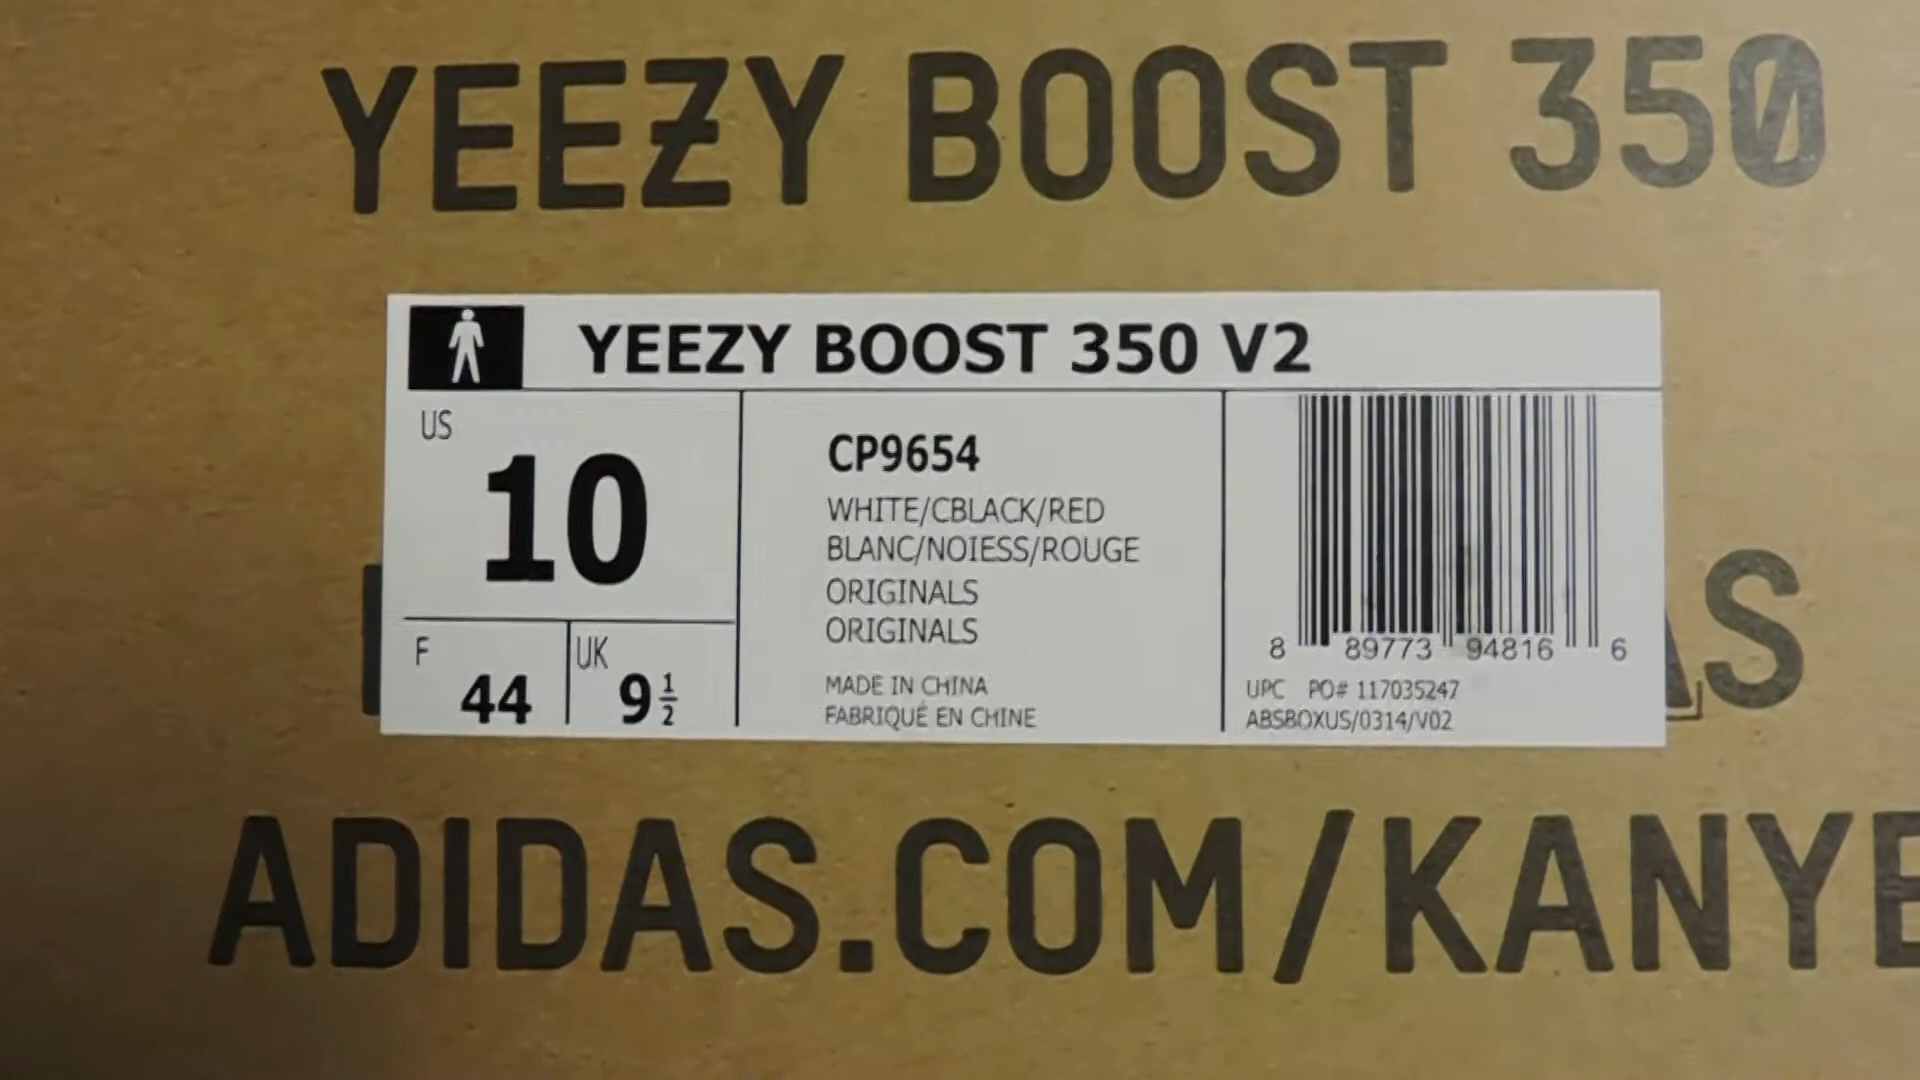 YEEZY BOOST 350
YEEZY BOOST 350 V2
US
10
F
44
UK
9 1/2
CP9654
WHITE/CBLACK/RED
BLANC/NOIESS/ROUGE
ORIGINALS
ORIGINALS
MADE IN CHINA
FABRIQUÉ EN CHINE
8 89773 94816 6
UPC PO# 117035247
ABSBOXUS/0314/V02
AS
ADIDAS.COM/KANYE